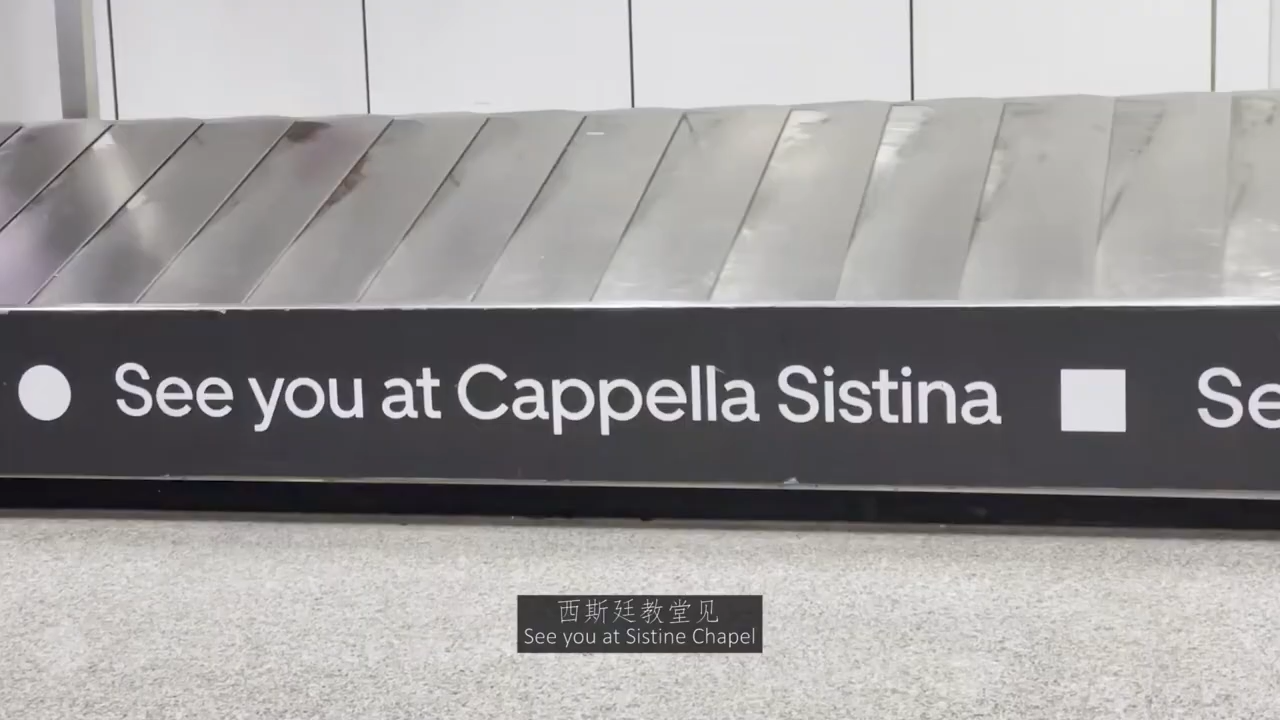 See you at Cappella Sistina
Se
西斯廷教堂见
See you at Sistine Chapel